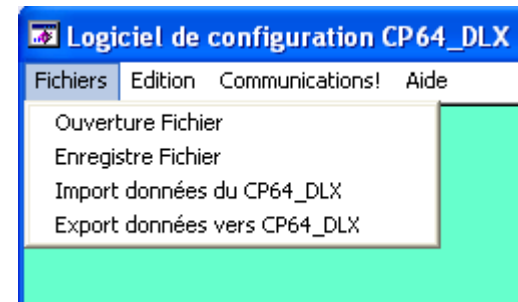 Logiciel de configuration CP64_DLX
Fichiers Edition Communications! Aide
Ouverture Fichier
Enregistre Fichier
Import données du CP64_DLX
Export données vers CP64_DLX